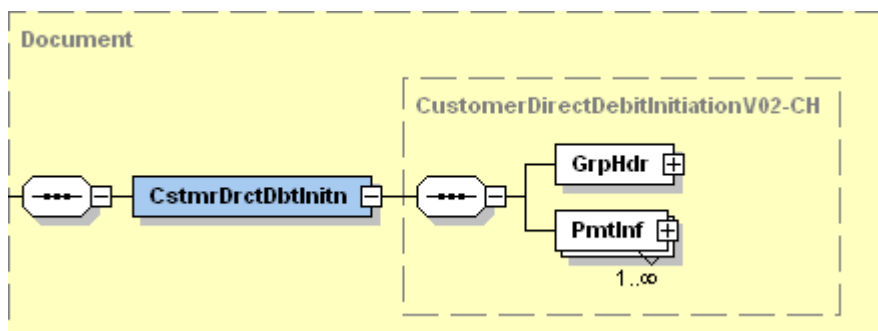 Document
CustomerDirectDebitInitiationV02-CH
GrpHdr
CstmrDrctDbtInitn
PmtInf
1..∞